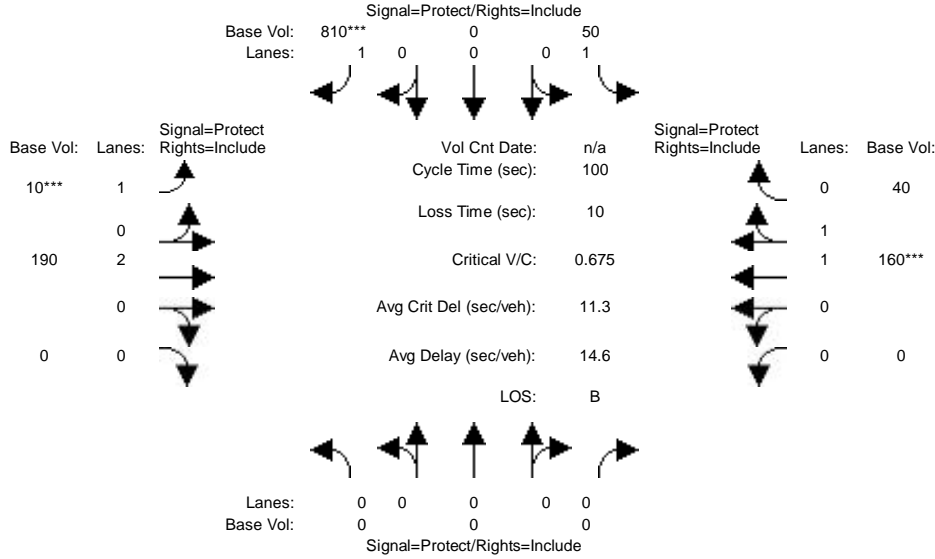 Signal=Protect/Rights=Include
Base Vol: 810*** 0 50
Lanes: 1 0 0 0 1
Signal=Protect Signal=Protect
Base Vol: Lanes: Rights=Include Vol Cnt Date: n/a Rights=Include Lanes: Base Vol:
Cycle Time (sec): 100
10*** 1 0 40
Loss Time (sec): 10
0 1
190 2 Critical V/C: 0.675 1 160***
0 Avg Crit Del (sec/veh): 11.3 0
0 0 Avg Delay (sec/veh): 14.6 0 0
LOS: B
Lanes: 0 0 0 0 0
Base Vol: 0 0 0
Signal=Protect/Rights=Include